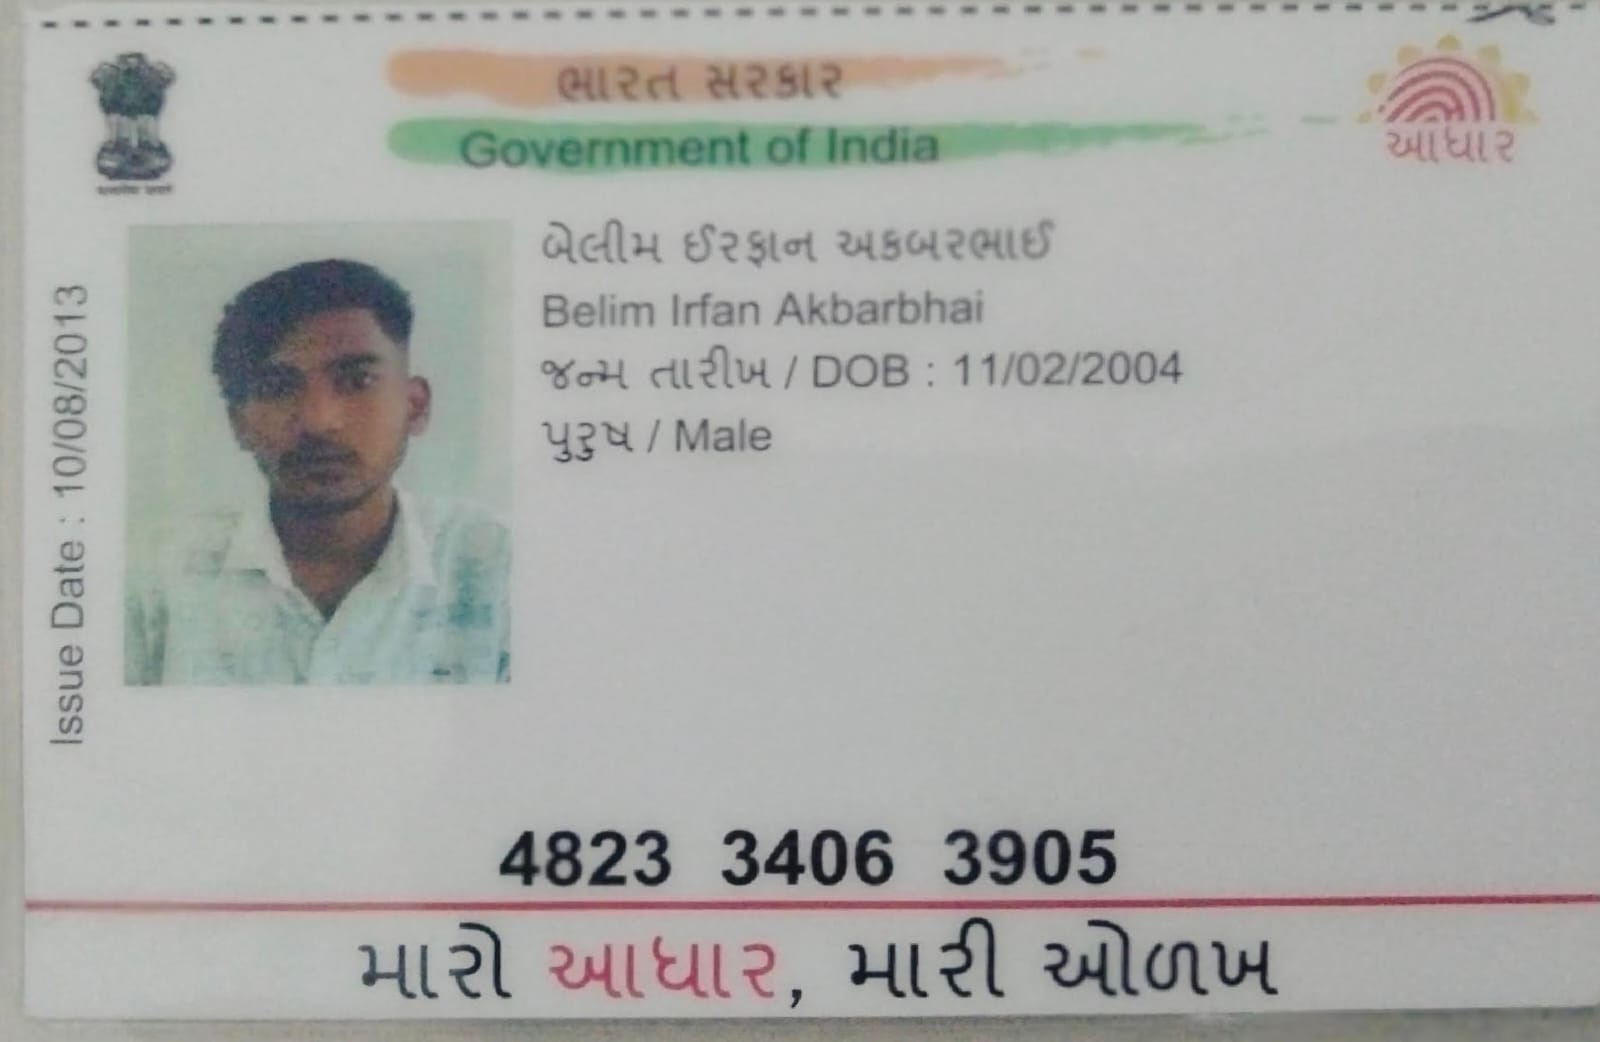 ભારત સરકાર
Government of India
આધાર
Issue Date : 10/08/2013
બેલીમ ઈરફાન અકબરભાઈ
Belim Irfan Akbarbhai
જન્મ તારીખ / DOB : 11/02/2004
પુરુષ / Male
4823 3406 3905
મારો આધાર, મારી ઓળખ